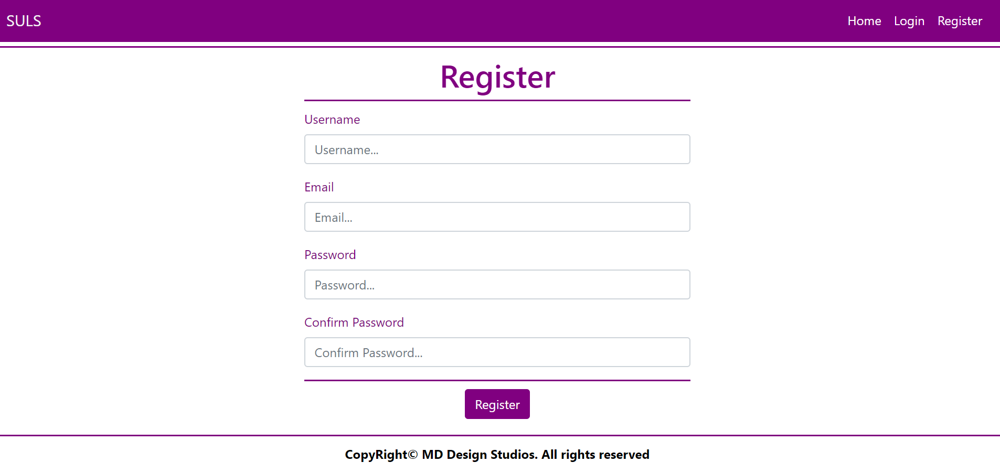 SULS
Home Login Register
Register
Username
Username...
Email
Email...
Password
Password...
Confirm Password
Confirm Password...
Register
CopyRight© MD Design Studios. All rights reserved